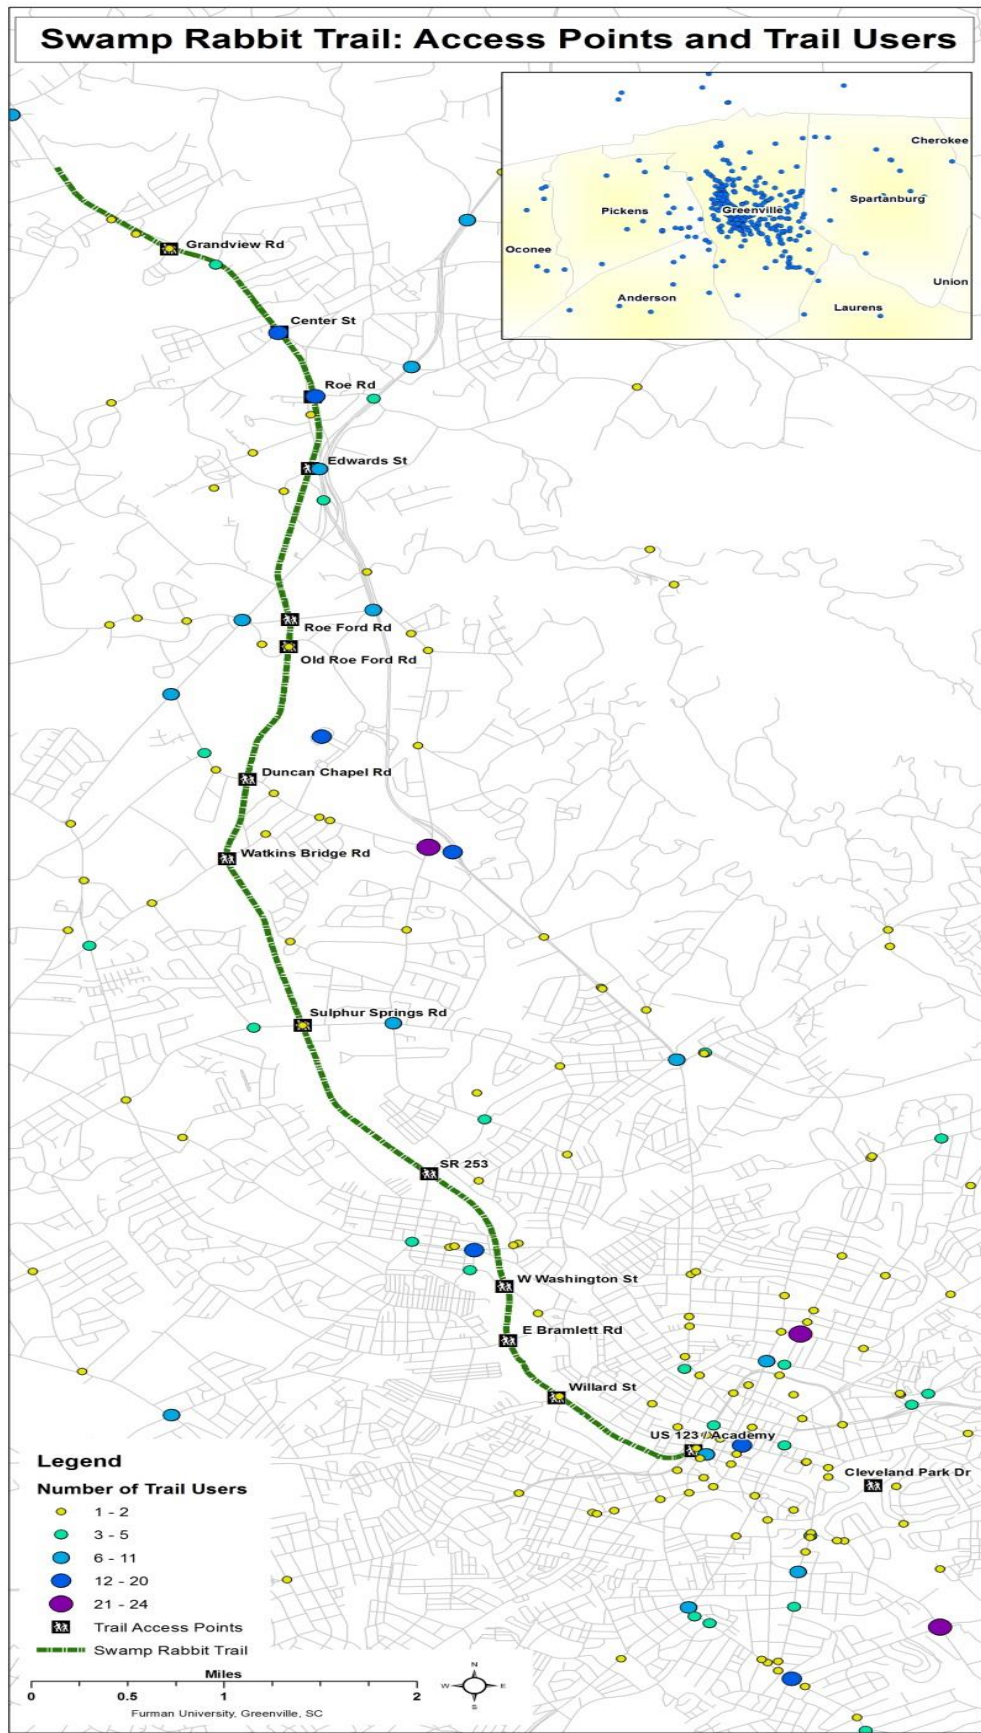 Swamp Rabbit Trail: Access Points and Trail Users
Cherokee
Pickens
Greenville
Spartanburg
Oconee
Union
Anderson
Laurens
Grandview Rd
Center St
Roe Rd
Edwards St
Roe Ford Rd
Old Roe Ford Rd
Duncan Chapel Rd
Watkins Bridge Rd
Sulphur Springs Rd
SR 253
W Washington St
E Bramlett Rd
Willard St
US 123 / Academy
Cleveland Park Dr
Legend
Number of Trail Users
1 - 2
3 - 5
6 - 11
12 - 20
21 - 24
Trail Access Points
Swamp Rabbit Trail
Miles
0 0.5 1 2
Furman University, Greenville, SC
N
W E
S